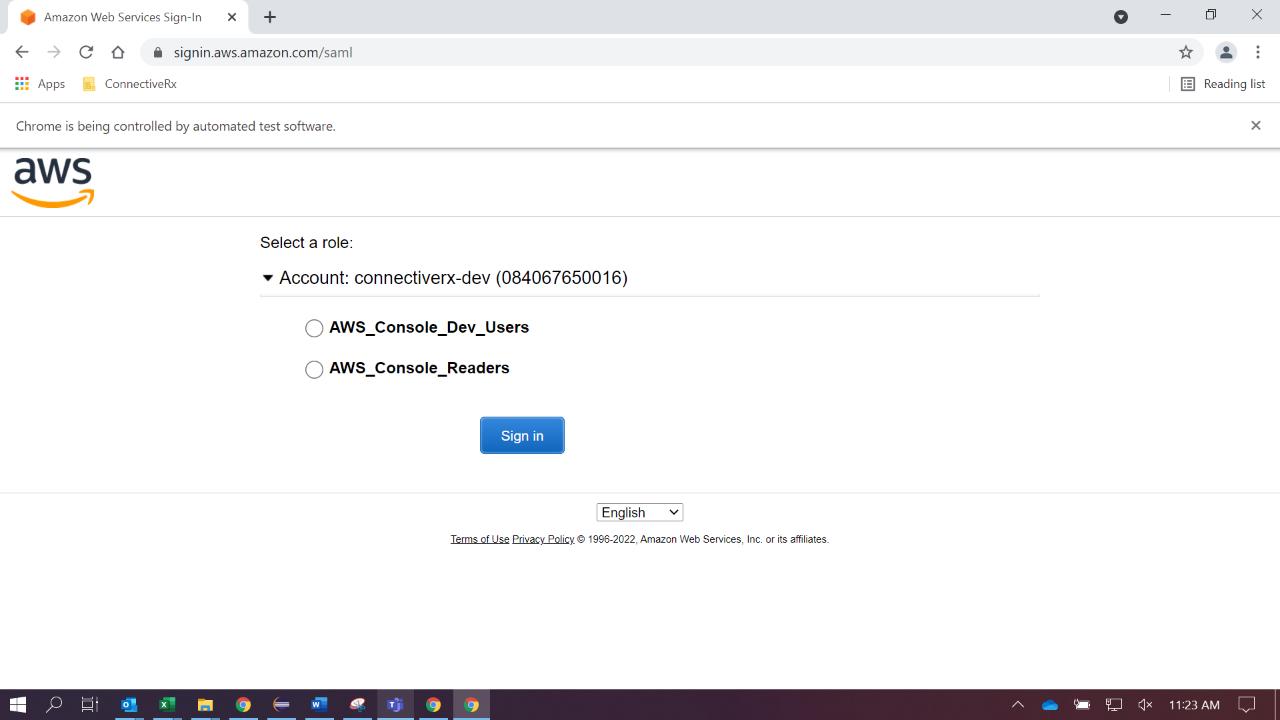 Amazon Web Services Sign-In
signin.aws.amazon.com/saml
Apps
ConnectiveRx
Reading list
Chrome is being controlled by automated test software.
aws
Select a role:
Account: connectiverx-dev (084067650016)
AWS_Console_Dev_Users
AWS_Console_Readers
Sign in
English
Terms of Use Privacy Policy © 1996-2022, Amazon Web Services, Inc. or its affiliates.
11:23 AM